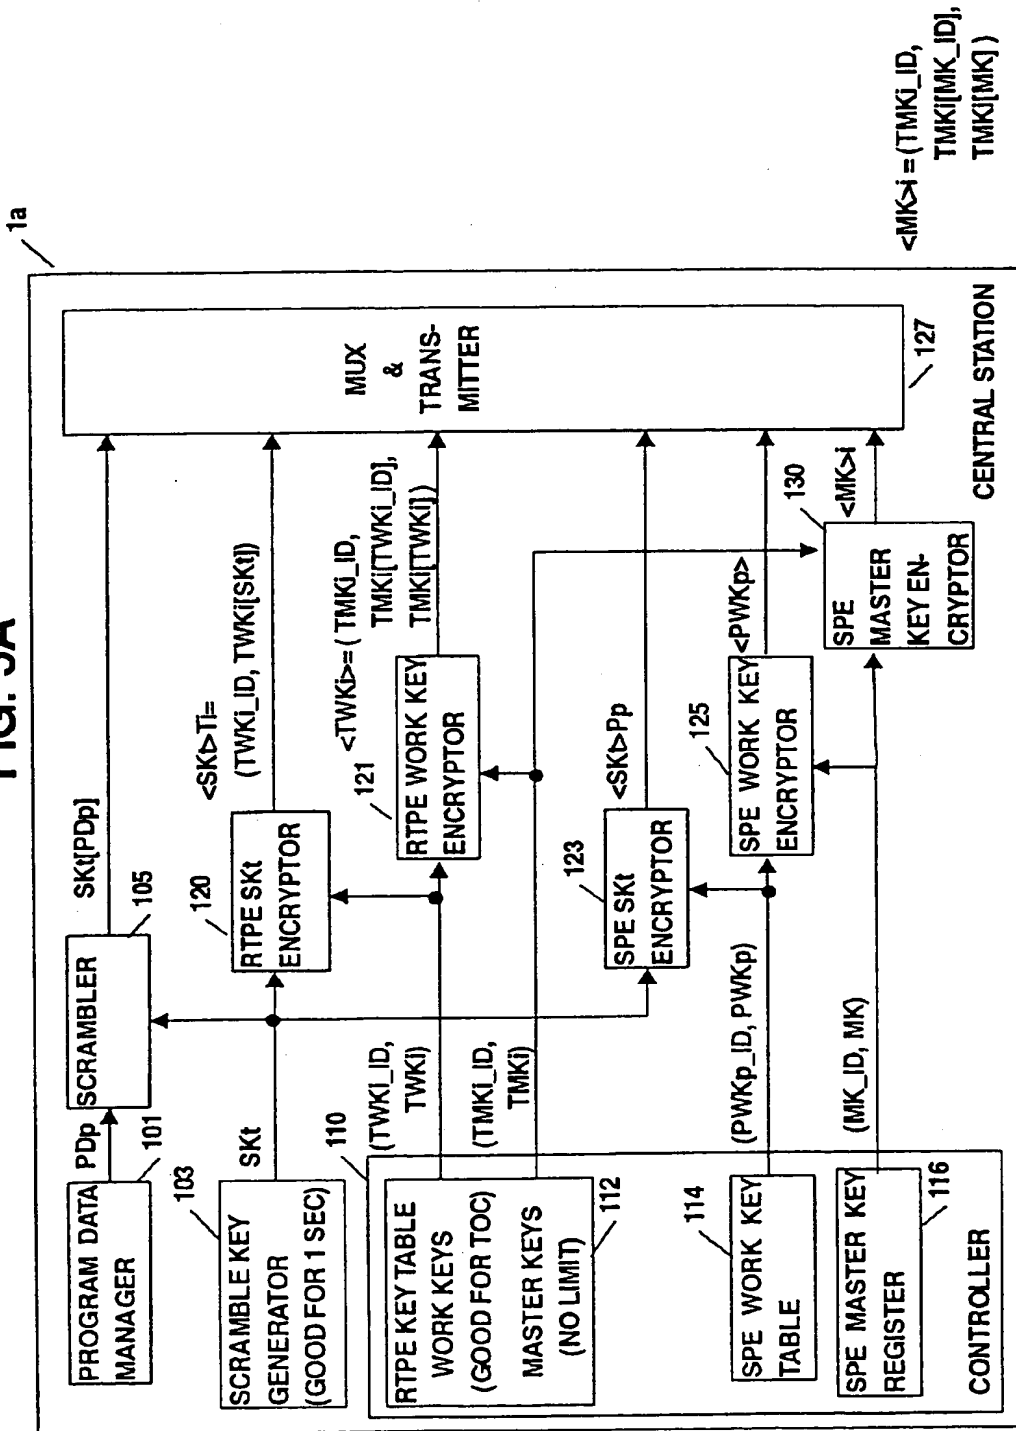 FIG. 5A
1a
PROGRAM DATA
MANAGER
101
PDp
SCRAMBLER
105
SKt[PDp]
103
SCRAMBLE KEY
GENERATOR
(GOOD FOR 1 SEC)
SKt
120
RTPE SKt
ENCRYPTOR
<SKt>Ti=
(TWKi_ID, TWKi[SKt])
110
RTPE KEY TABLE
WORK KEYS
(GOOD FOR TOC)
MASTER KEYS
(NO LIMIT)
112
(TWKi_ID,
TWKi)
(TMKi_ID,
TMKi)
121
RTPE WORK KEY
ENCRYPTOR
<TWKi>=( TMKi_ID,
TMKi[TWKi_ID],
TMKi[TWKi] )
MUX
&
TRANS-
MITTER
127
123
SPE SKt
ENCRYPTOR
<SKt>Pp
114
SPE WORK KEY
TABLE
(PWKp_ID, PWKp)
125
SPE WORK KEY
ENCRYPTOR
<PWKp>
SPE MASTER KEY
REGISTER
116
(MK_ID, MK)
130
SPE
MASTER
KEY EN-
CRYPTOR
<MK>i
CONTROLLER
CENTRAL STATION
<MK>i = (TMKi_ID,
TMKi[MK_ID],
TMKi[MK] )